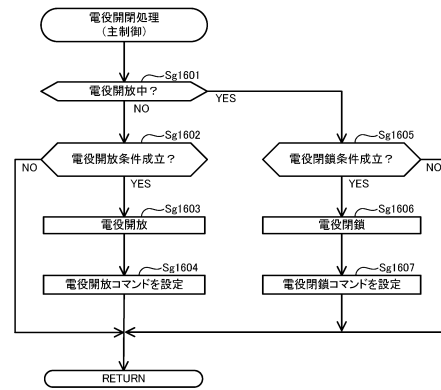 電役開閉処理
(主制御)
Sg1601
電役開放中？
NO
YES
Sg1602
電役開放条件成立？
NO
YES
Sg1605
電役閉鎖条件成立？
NO
YES
Sg1603
電役開放
Sg1606
電役閉鎖
Sg1604
電役開放コマンドを設定
Sg1607
電役閉鎖コマンドを設定
RETURN